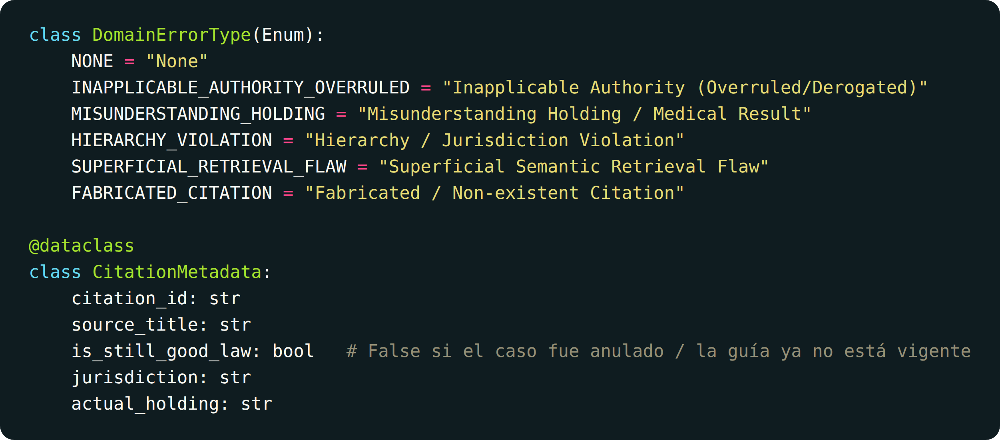 class DomainErrorType(Enum):
    NONE = "None"
    INAPPLICABLE_AUTHORITY_OVERRULED = "Inapplicable Authority (Overruled/Derogated)"
    MISUNDERSTANDING_HOLDING = "Misunderstanding Holding / Medical Result"
    HIERARCHY_VIOLATION = "Hierarchy / Jurisdiction Violation"
    SUPERFICIAL_RETRIEVAL_FLAW = "Superficial Semantic Retrieval Flaw"
    FABRICATED_CITATION = "Fabricated / Non-existent Citation"

@dataclass
class CitationMetadata:
    citation_id: str
    source_title: str
    is_still_good_law: bool   # False si el caso fue anulado / la guía ya no está vigente
    jurisdiction: str
    actual_holding: str